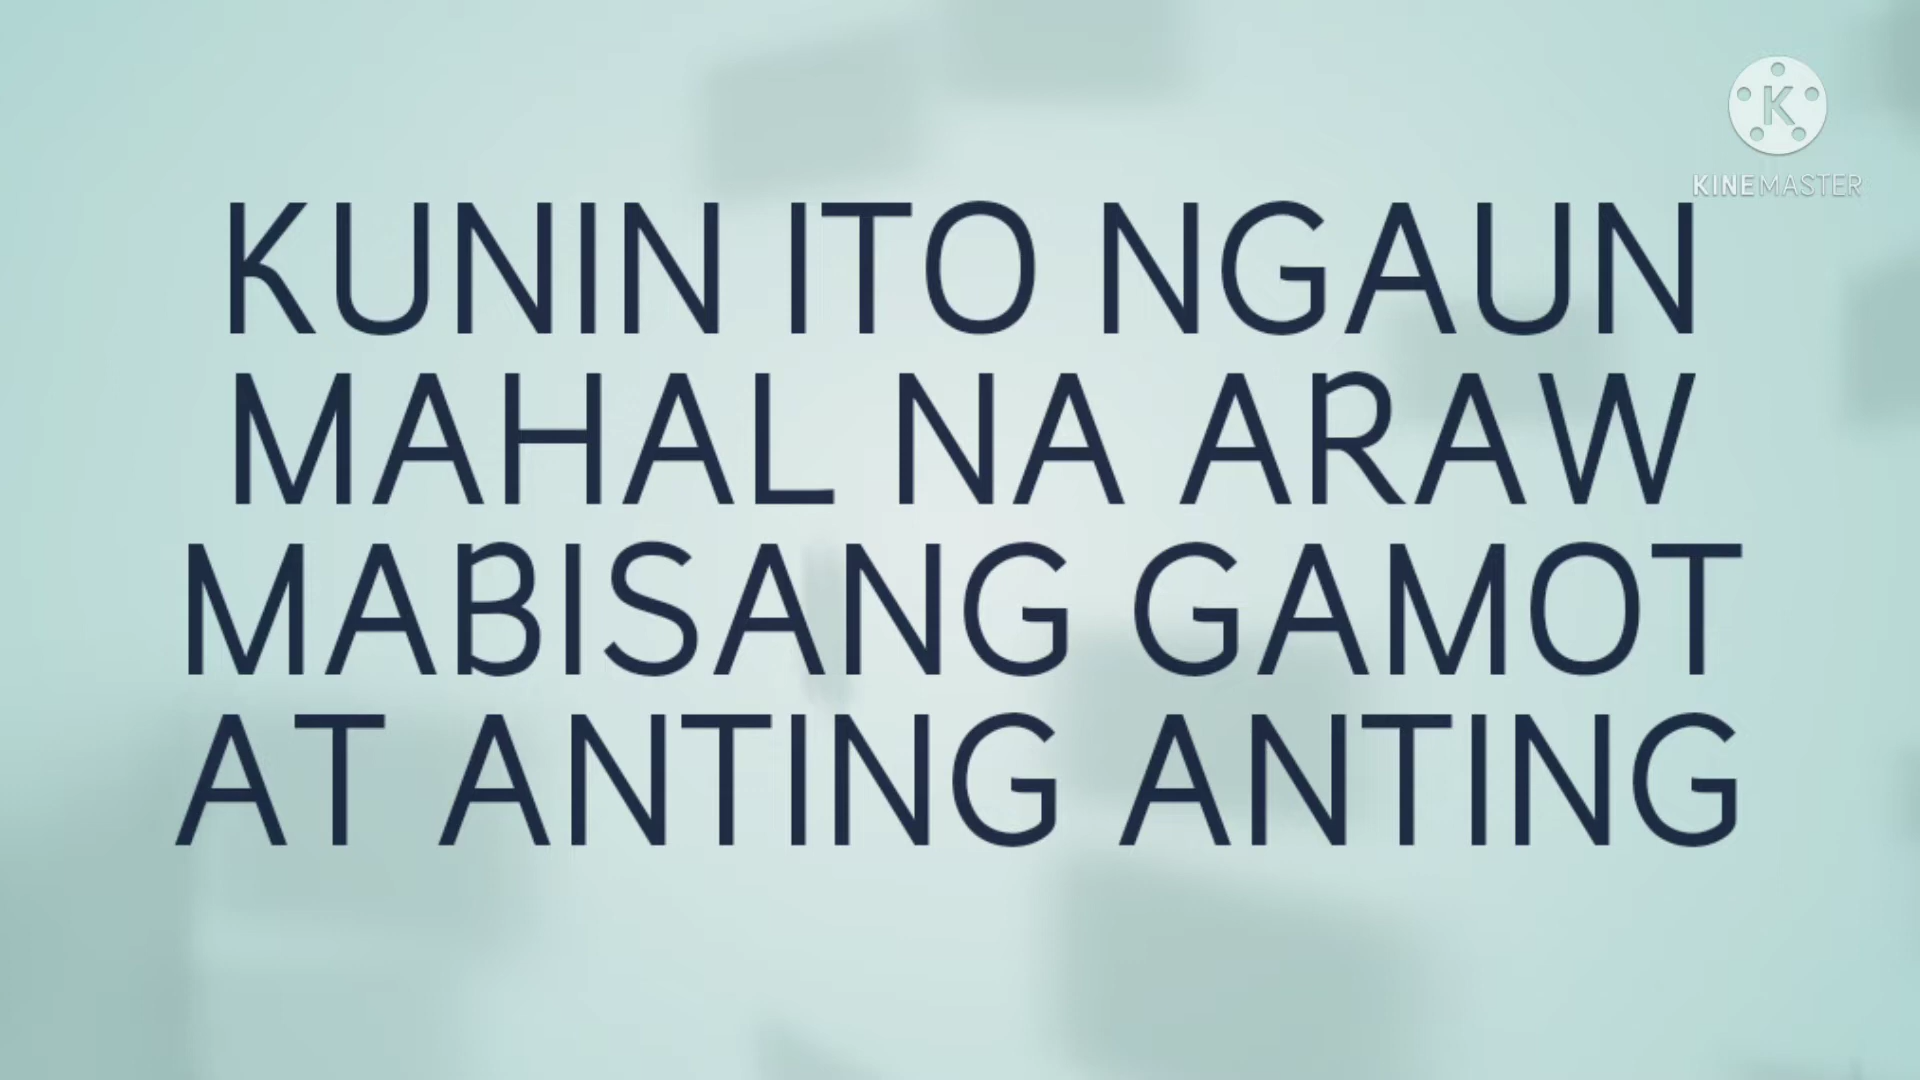 KINEMASTER
KUNIN ITO NGAUN
MAHAL NA ARAW
MABISANG GAMOT
AT ANTING ANTING